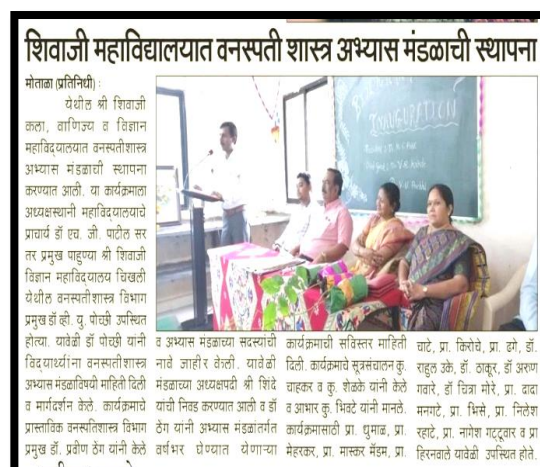 शिवाजी महाविद्यालयात वनस्पती शास्त्र अभ्यास मंडळाची स्थापना
मोताळा (प्रतिनिधी) :
येथील श्री शिवाजी
कला, वाणिज्य व विज्ञान
महाविद्यालयात वनस्पतीशास्त्र
अभ्यास मंडळाची स्थापना
करण्यात आली. या कार्यक्रमाला
अध्यक्षस्थानी महाविद्यालयाचे
प्राचार्य डॉ एच. जी. पाटील सर
तर प्रमुख पाहुण्या श्री शिवाजी
विज्ञान महाविद्यालय चिखली
येथील वनस्पतीशास्त्र विभाग
प्रमुख डॉ व्ही. यु. पोच्छी उपस्थित
होत्या. यावेळी डॉ पोच्छी यांनी
विद्यार्थ्यांना वनस्पतीशास्त्र
अभ्यास मंडळाविषयी माहिती दिली
व मार्गदर्शन केले. कार्यक्रमाचे
प्रास्ताविक वनस्पतिशास्त्र विभाग
प्रमुख डॉ. प्रवीण ठेंग यांनी केले
व अभ्यास मंडळाच्या सदस्यांची
नावे जाहीर केली. यावेळी
मंडळाच्या अध्यक्षपदी श्री शिंदे
यांची निवड करण्यात आली व डॉ
ठेंग यांनी अभ्यास मंडळांतर्गत
वर्षभर घेण्यात येणाऱ्या
कार्यक्रमाची सविस्तर माहिती
दिली. कार्यक्रमाचे सूत्रसंचालन कु.
चाहकर व कु. शेळके यांनी केले
व आभार कु. भिवटे यांनी मानले.
कार्यक्रमासाठी प्रा. धुमाळ, प्रा.
मेहरकर, प्रा. मास्कर मॅडम, प्रा.
चाटे, प्रा. किरोचे, प्रा. ढगे, डॉ.
राहुल उके, डॉ. ठाकूर, डॉ अरुण
गवारे, डॉ चित्रा मोरे, प्रा. दादा
मनगटे, प्रा. भिसे, प्रा. निलेश
रहाटे, प्रा. नागेश गट्टूवार व प्रा
हिरनवाले यावेळी उपस्थित होते.
INAUGURATION